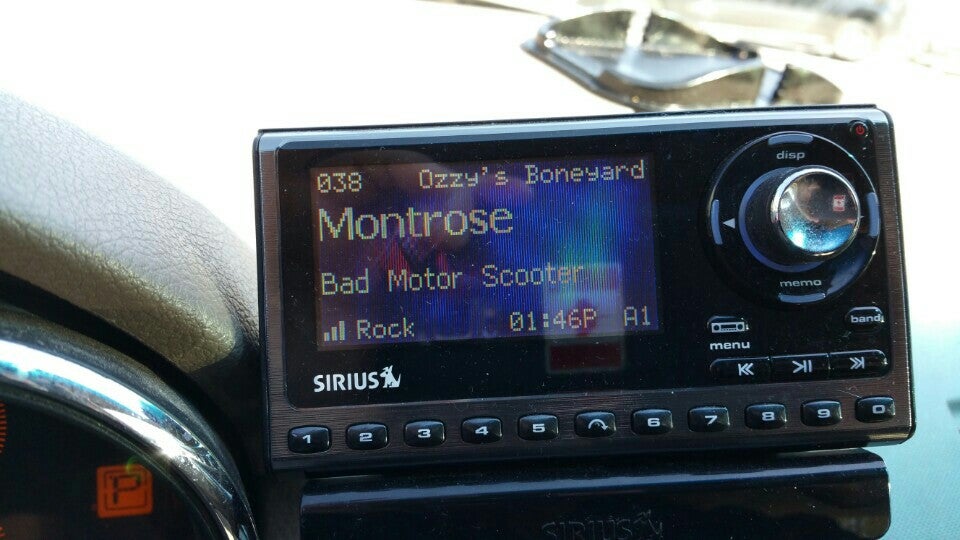 038 Ozzy's Boneyard
Montrose
Bad Motor Scooter
Rock 01:46P A1
disp
memo
menu
band
SIRIUS
1 2 3 4 5 6 7 8 9 0
P
SIRIUS